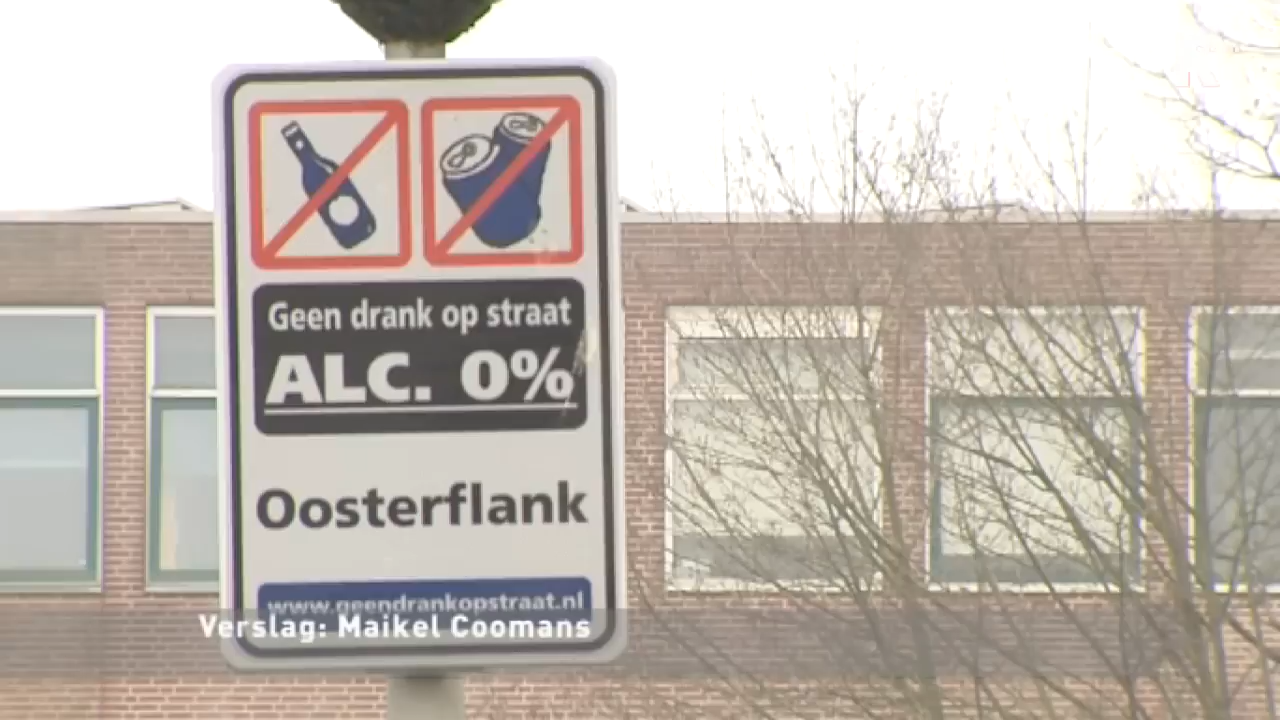 Geen drank op straat
ALC. 0%
Oosterflank
www.geendrankopstraat.nl
Verslag: Maikel Coomans